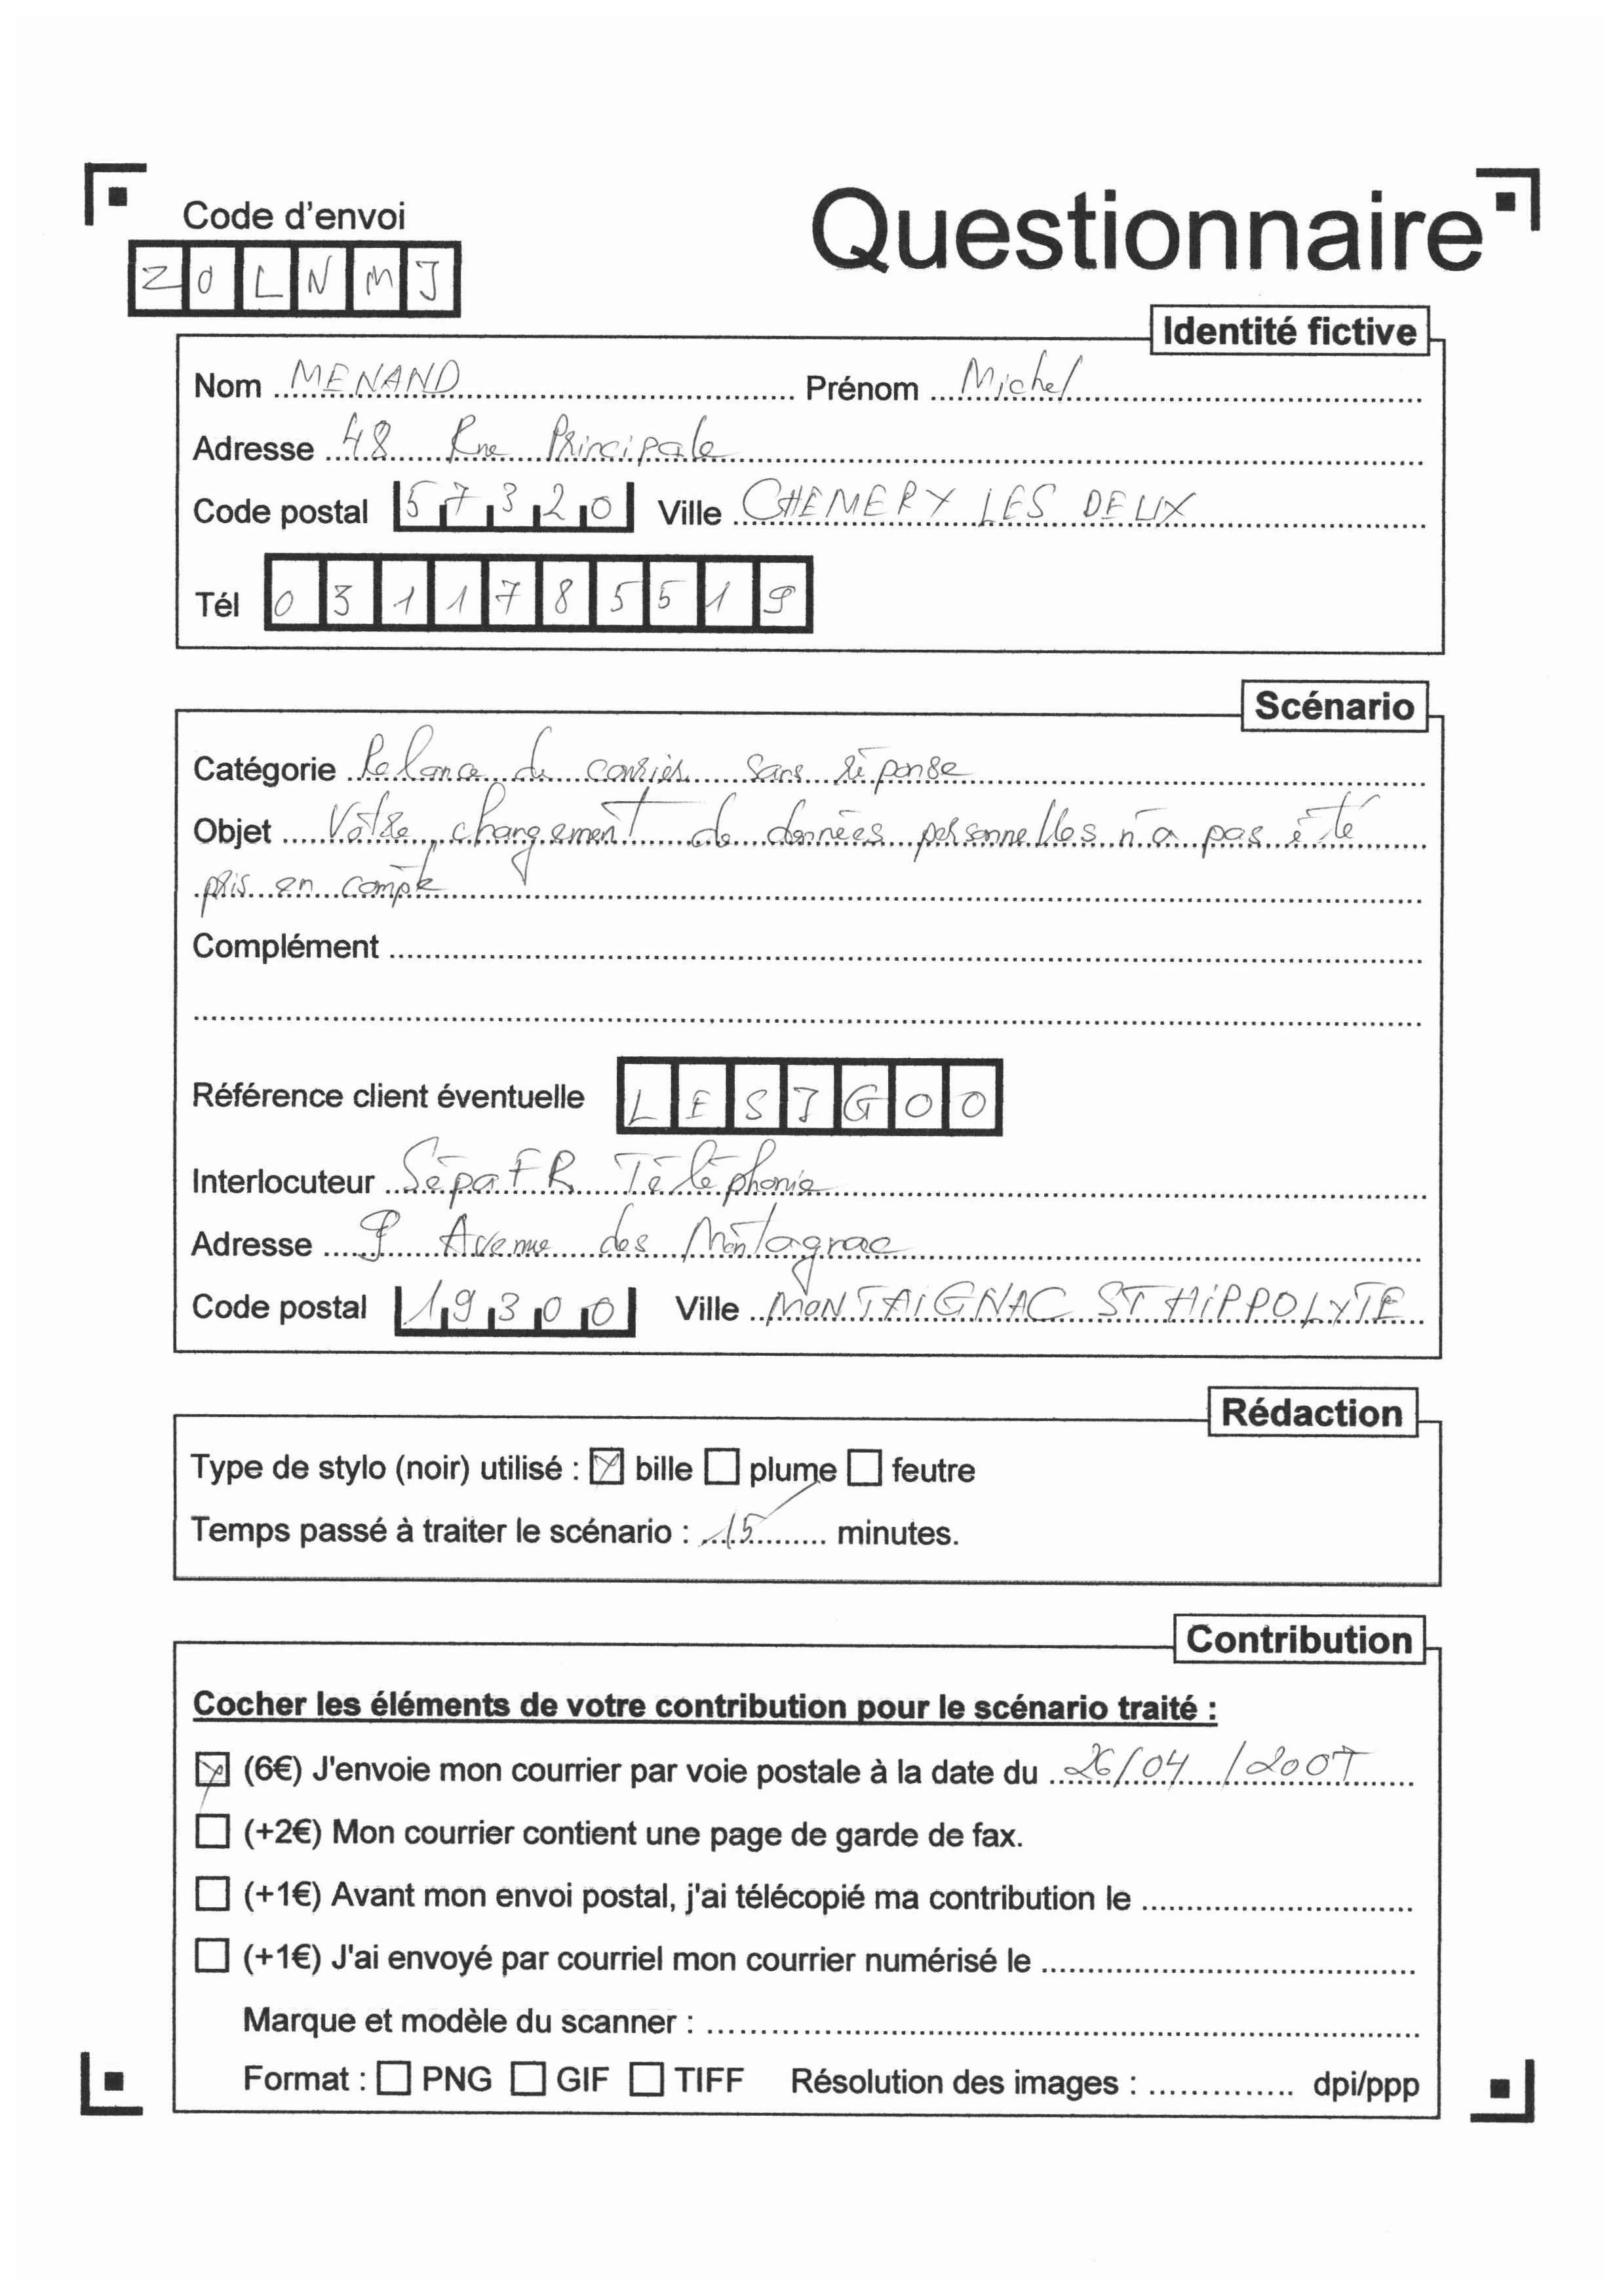 Code d'envoi
Questionnaire
Z O L N M J
Identité fictive
Nom MENAND Prénom Michel
Adresse 48 Rue Principale
Code postal 57320 Ville CHEMERY LES DEUX
Tél 0311785519
Scénario
Catégorie Relance de courrier sans réponse
Objet Votre changement de données personnelles n'a pas été
pris en compte
Complément
Référence client éventuelle LESJG00
Interlocuteur SépaFR Téléphonie
Adresse 9 Avenue des Montagrac
Code postal 19300 Ville MONTAIGNAC ST HIPPOLYTE
Rédaction
Type de stylo (noir) utilisé : bille plume feutre
Temps passé à traiter le scénario : 15 minutes.
Contribution
Cocher les éléments de votre contribution pour le scénario traité :
(6€) J'envoie mon courrier par voie postale à la date du 26/04/2007
(+2€) Mon courrier contient une page de garde de fax.
(+1€) Avant mon envoi postal, j'ai télécopié ma contribution le
(+1€) J'ai envoyé par courriel mon courrier numérisé le
Marque et modèle du scanner :
Format : PNG GIF TIFF Résolution des images : dpi/ppp